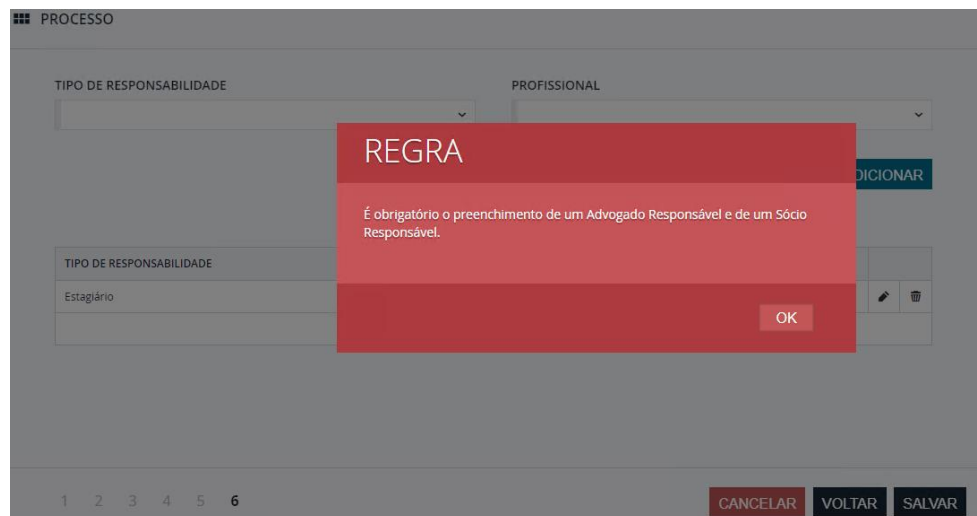 PROCESSO
TIPO DE RESPONSABILIDADE
PROFISSIONAL
REGRA
DICIONAR
É obrigatório o preenchimento de um Advogado Responsável e de um Sócio
Responsável.
TIPO DE RESPONSABILIDADE
Estagiário
OK
1 2 3 4 5 6
CANCELAR VOLTAR SALVAR